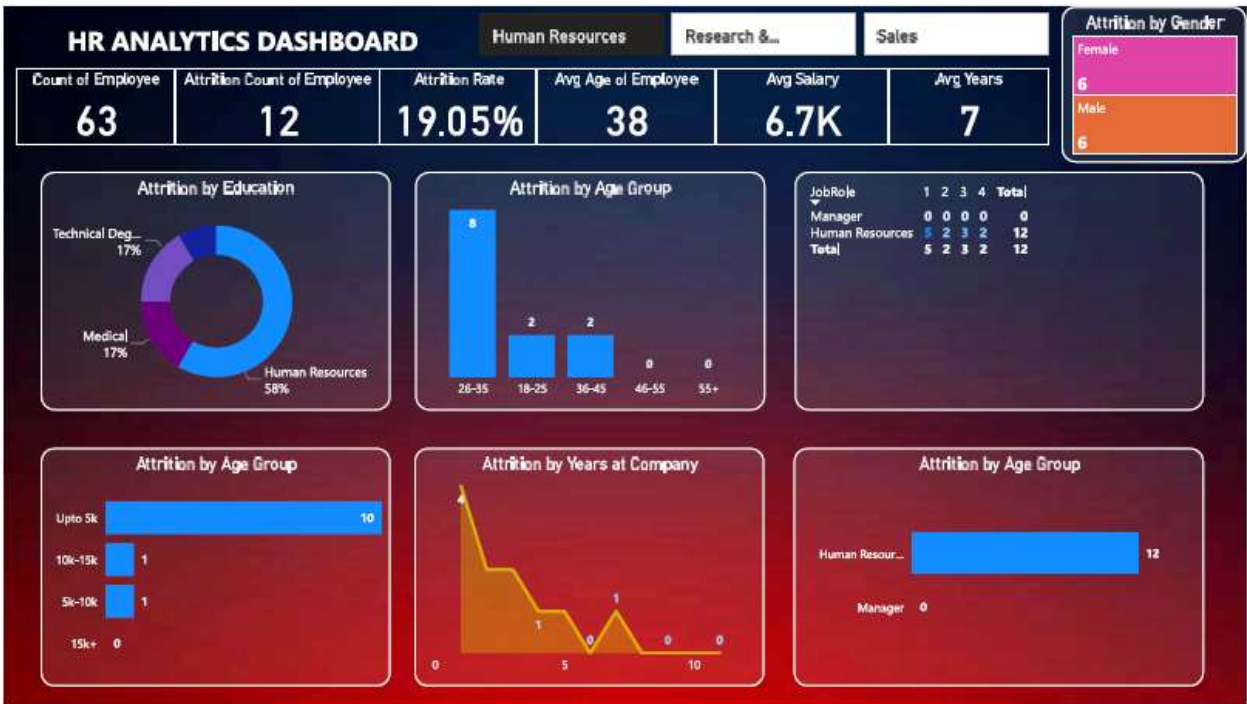 HR ANALYTICS DASHBOARD
Human Resources
Research &...
Sales
Attrition by Gender
Female
6
Male
6
Count of Employee
63
Attrition Count of Employee
12
Attrition Rate
19.05%
Avg Age of Employee
38
Avg Salary
6.7K
Avg Years
7
Attrition by Education
Technical Deg...
17%
Medical
17%
Human Resources
58%
Attrition by Age Group
8
2
2
0
0
26-35 18-25 36-45 46-55 55+
JobRole 1 2 3 4 Total
Manager 0 0 0 0 0
Human Resources 5 2 3 2 12
Total 5 2 3 2 12
Attrition by Age Group
Upto 5k 10
10k-15k 1
5k-10k 1
15k+ 0
Attrition by Years at Company
4
1
1
0
0
0
0 5 10
Attrition by Age Group
Human Resour... 12
Manager 0